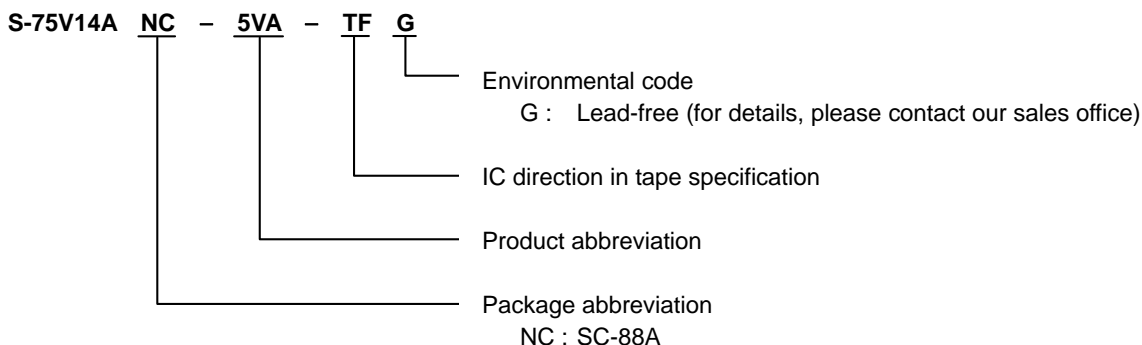 S-75V14A NC – 5VA – TF G
Environmental code
G : Lead-free (for details, please contact our sales office)
IC direction in tape specification
Product abbreviation
Package abbreviation
NC : SC-88A